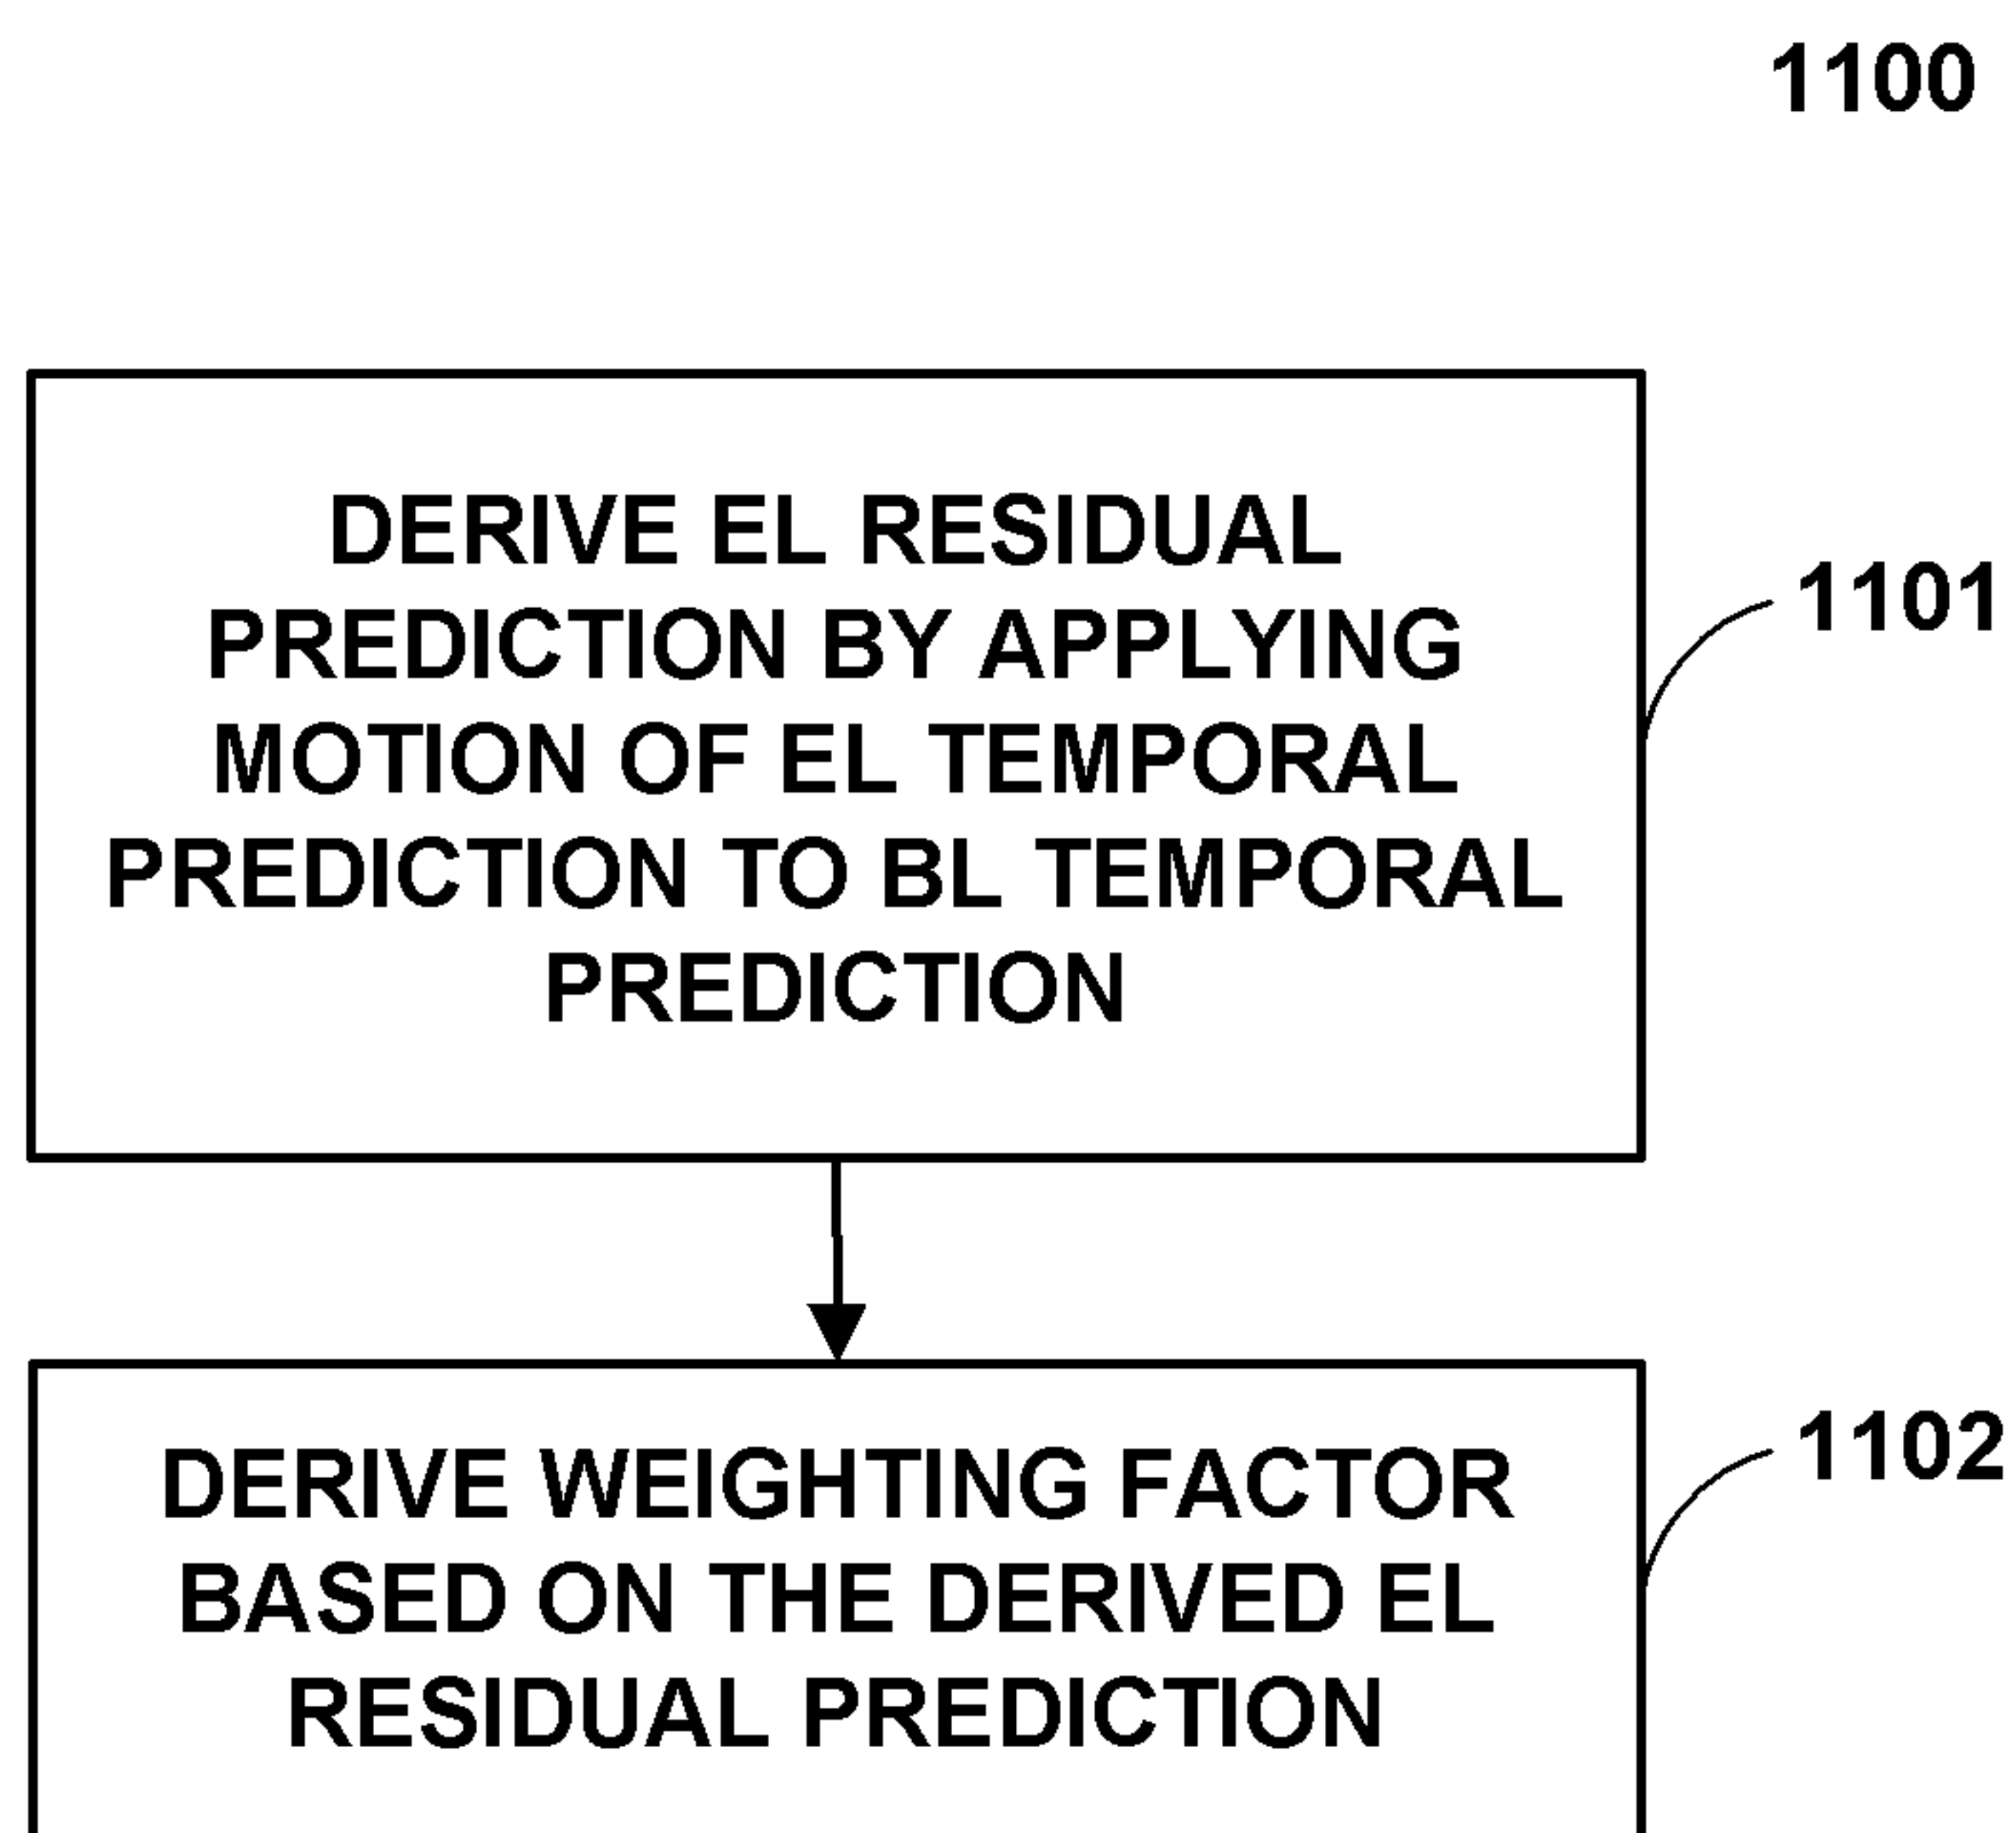 1100
DERIVE EL RESIDUAL
PREDICTION BY APPLYING
MOTION OF EL TEMPORAL
PREDICTION TO BL TEMPORAL
PREDICTION
1101
DERIVE WEIGHTING FACTOR
BASED ON THE DERIVED EL
RESIDUAL PREDICTION
1102